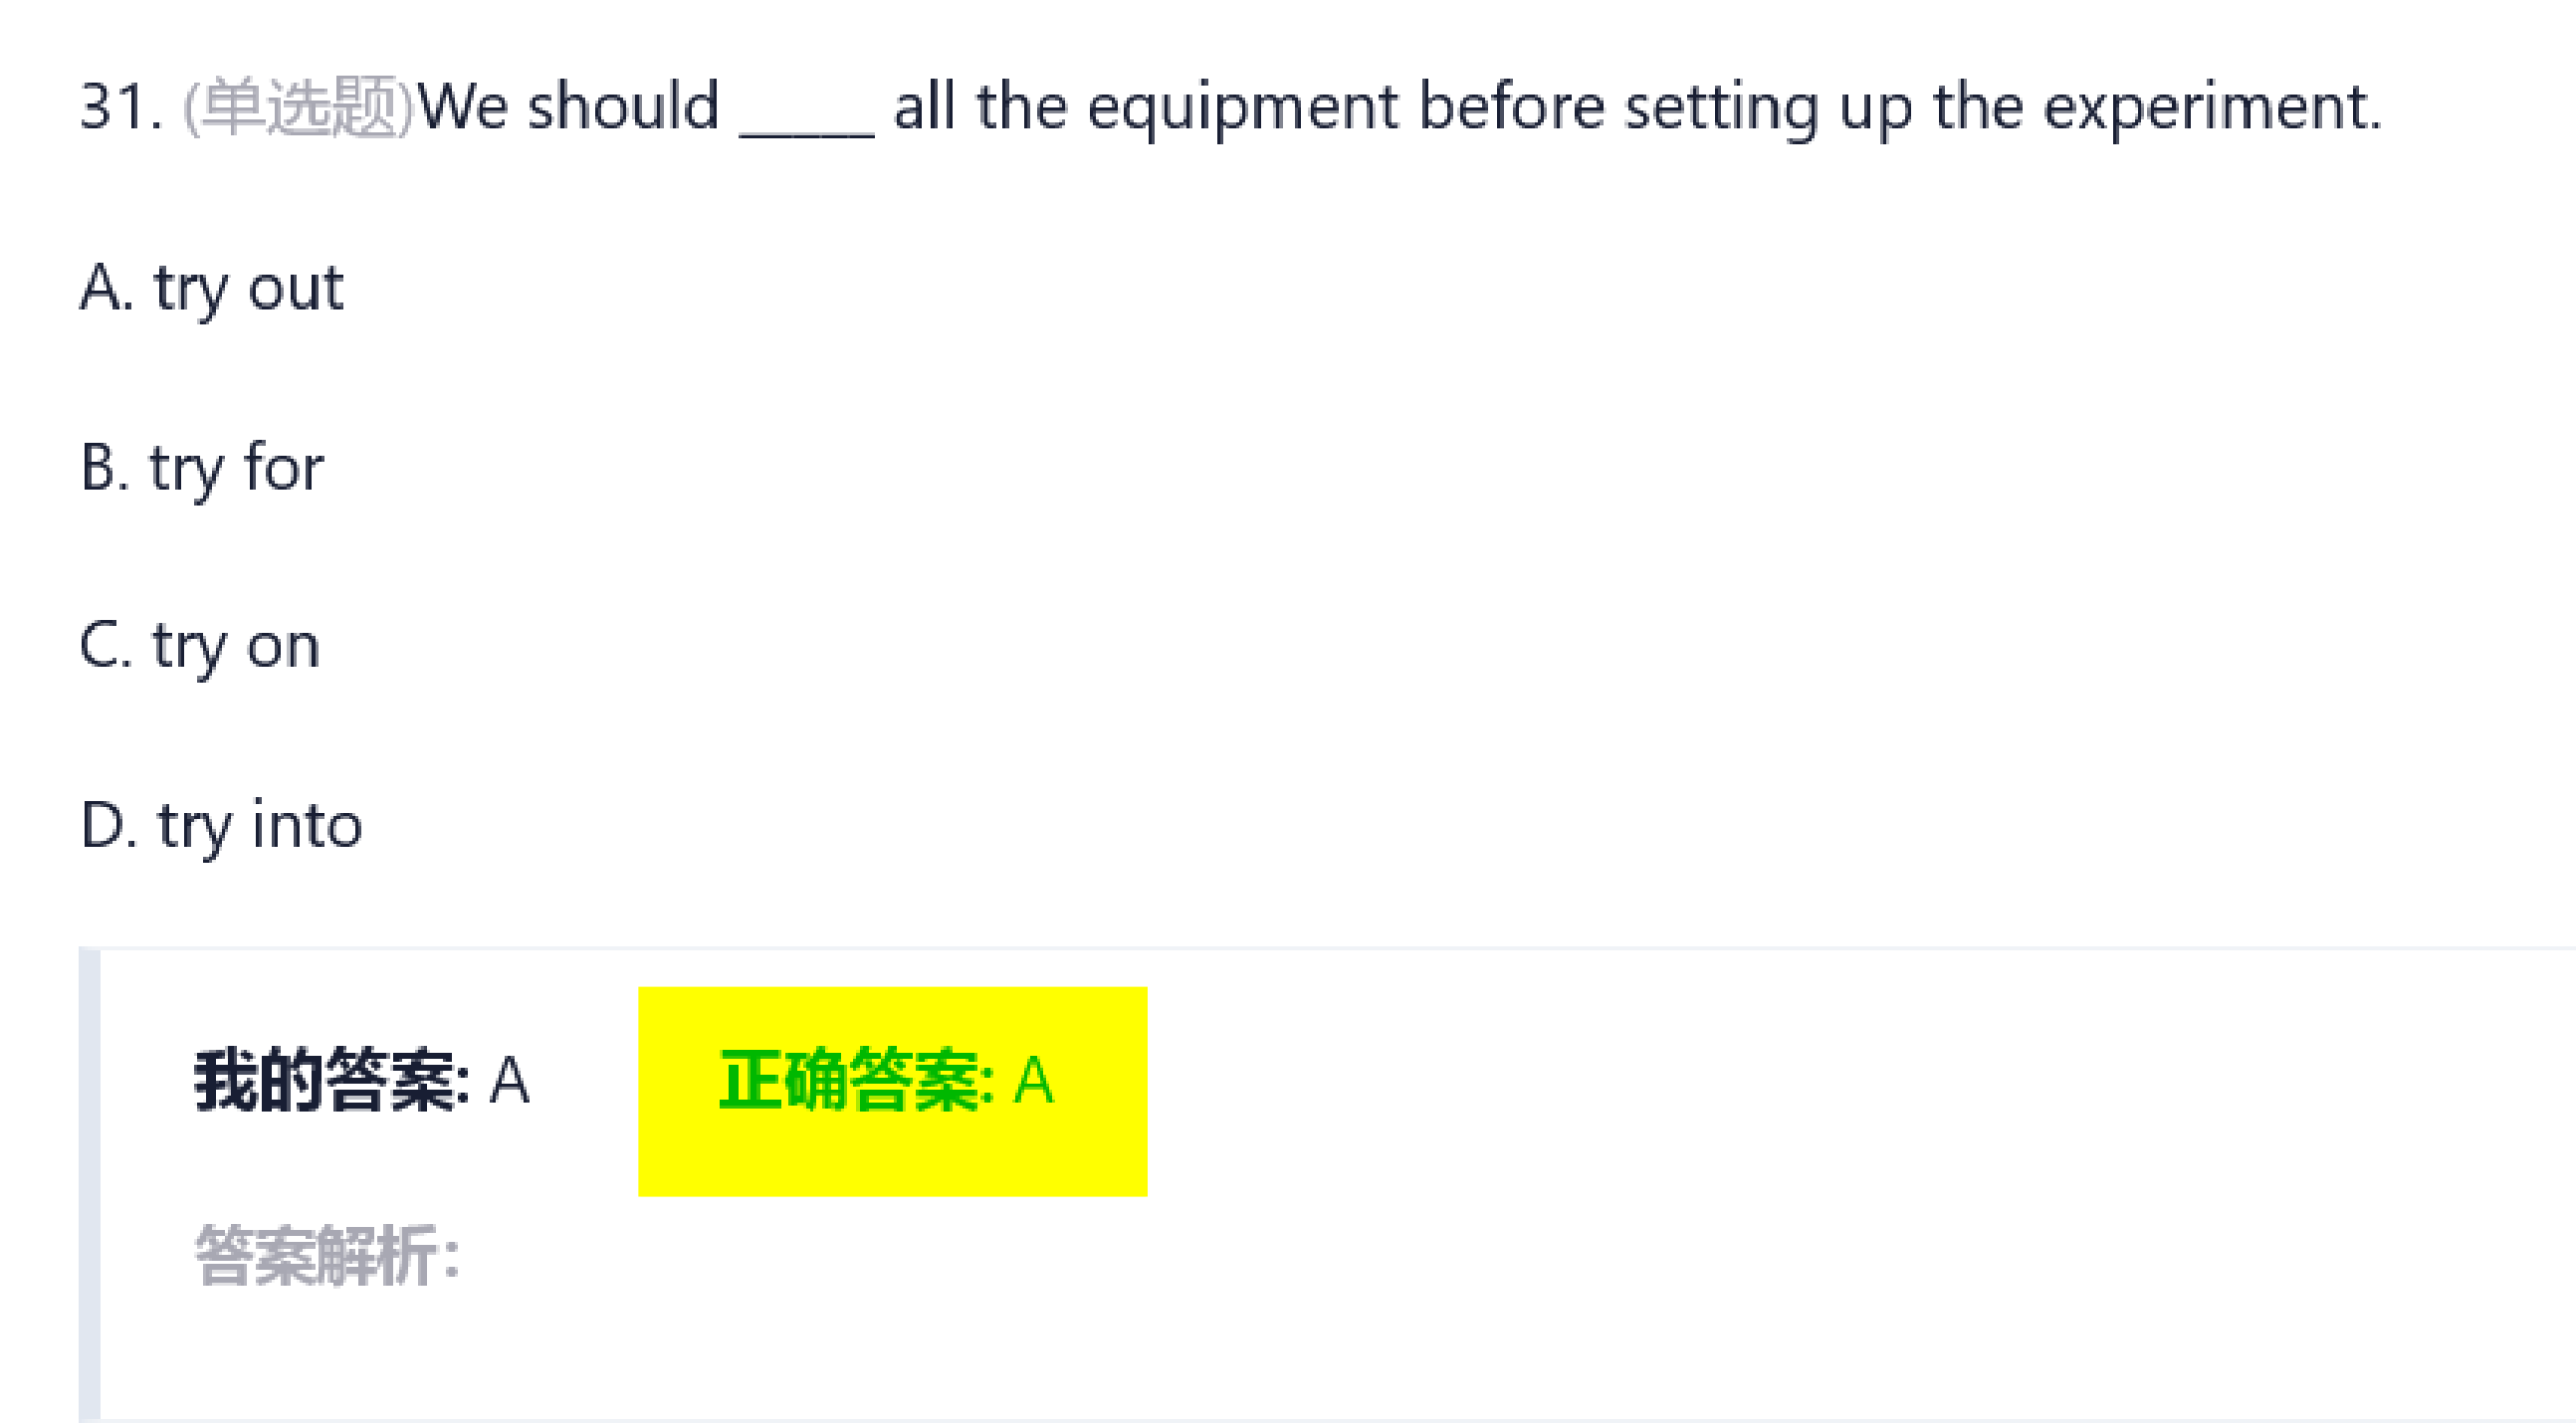 31. (单选题)We should _____ all the equipment before setting up the experiment.
A. try out
B. try for
C. try on
D. try into
我的答案: A 正确答案: A
答案解析: